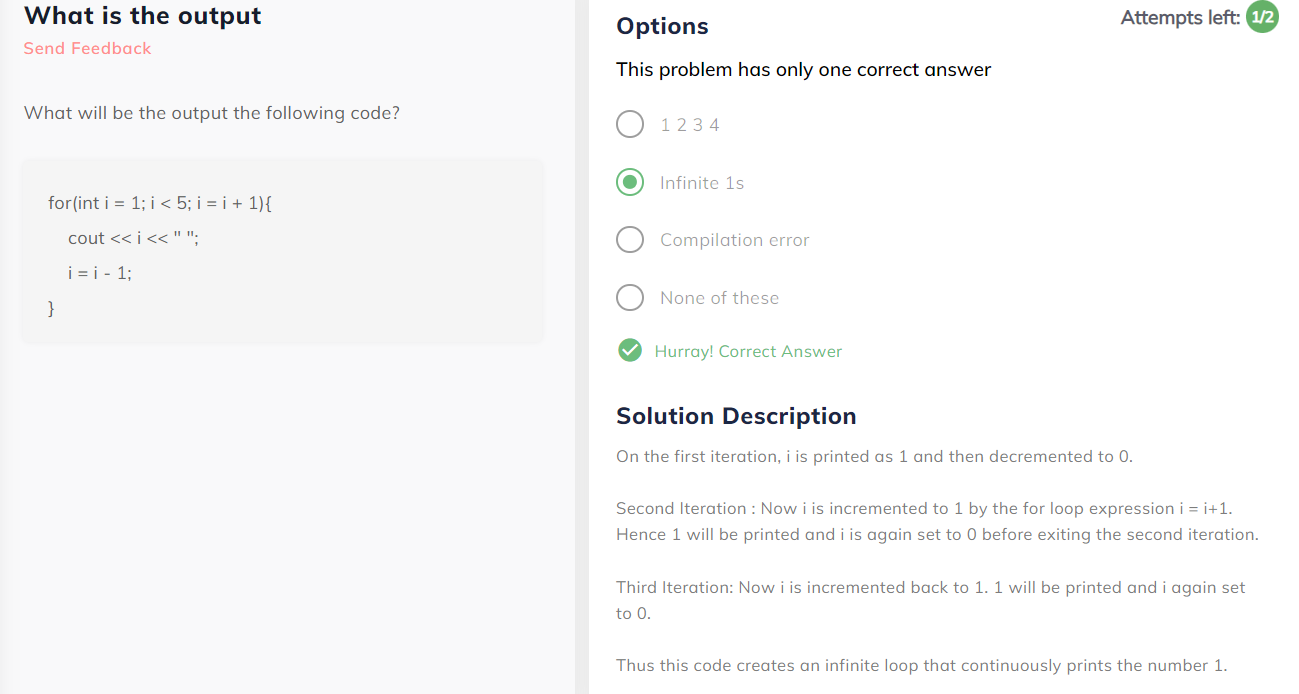 What is the output
Send Feedback
What will be the output the following code?
for(int i = 1; i < 5; i = i + 1){
cout << i << " ";
i = i - 1;
}
Options
Attempts left: 1/2
This problem has only one correct answer
1 2 3 4
Infinite 1s
Compilation error
None of these
Hurray! Correct Answer
Solution Description
On the first iteration, i is printed as 1 and then decremented to 0.
Second Iteration : Now i is incremented to 1 by the for loop expression i = i+1.
Hence 1 will be printed and i is again set to 0 before exiting the second iteration.
Third Iteration: Now i is incremented back to 1. 1 will be printed and i again set
to 0.
Thus this code creates an infinite loop that continuously prints the number 1.